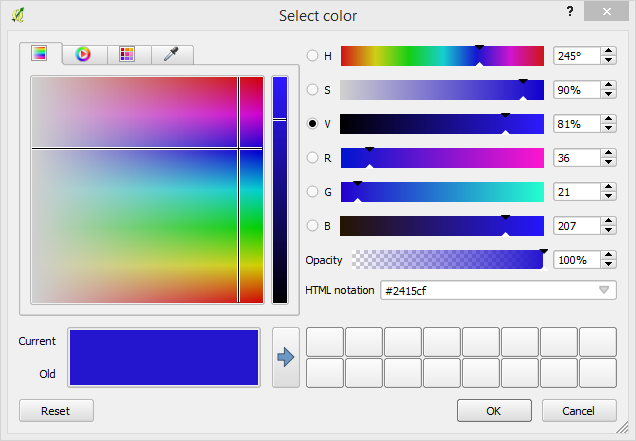 Select color
?
H 245°
S 90%
V 81%
R 36
G 21
B 207
Opacity 100%
HTML notation #2415cf
Current
Old
Reset OK Cancel